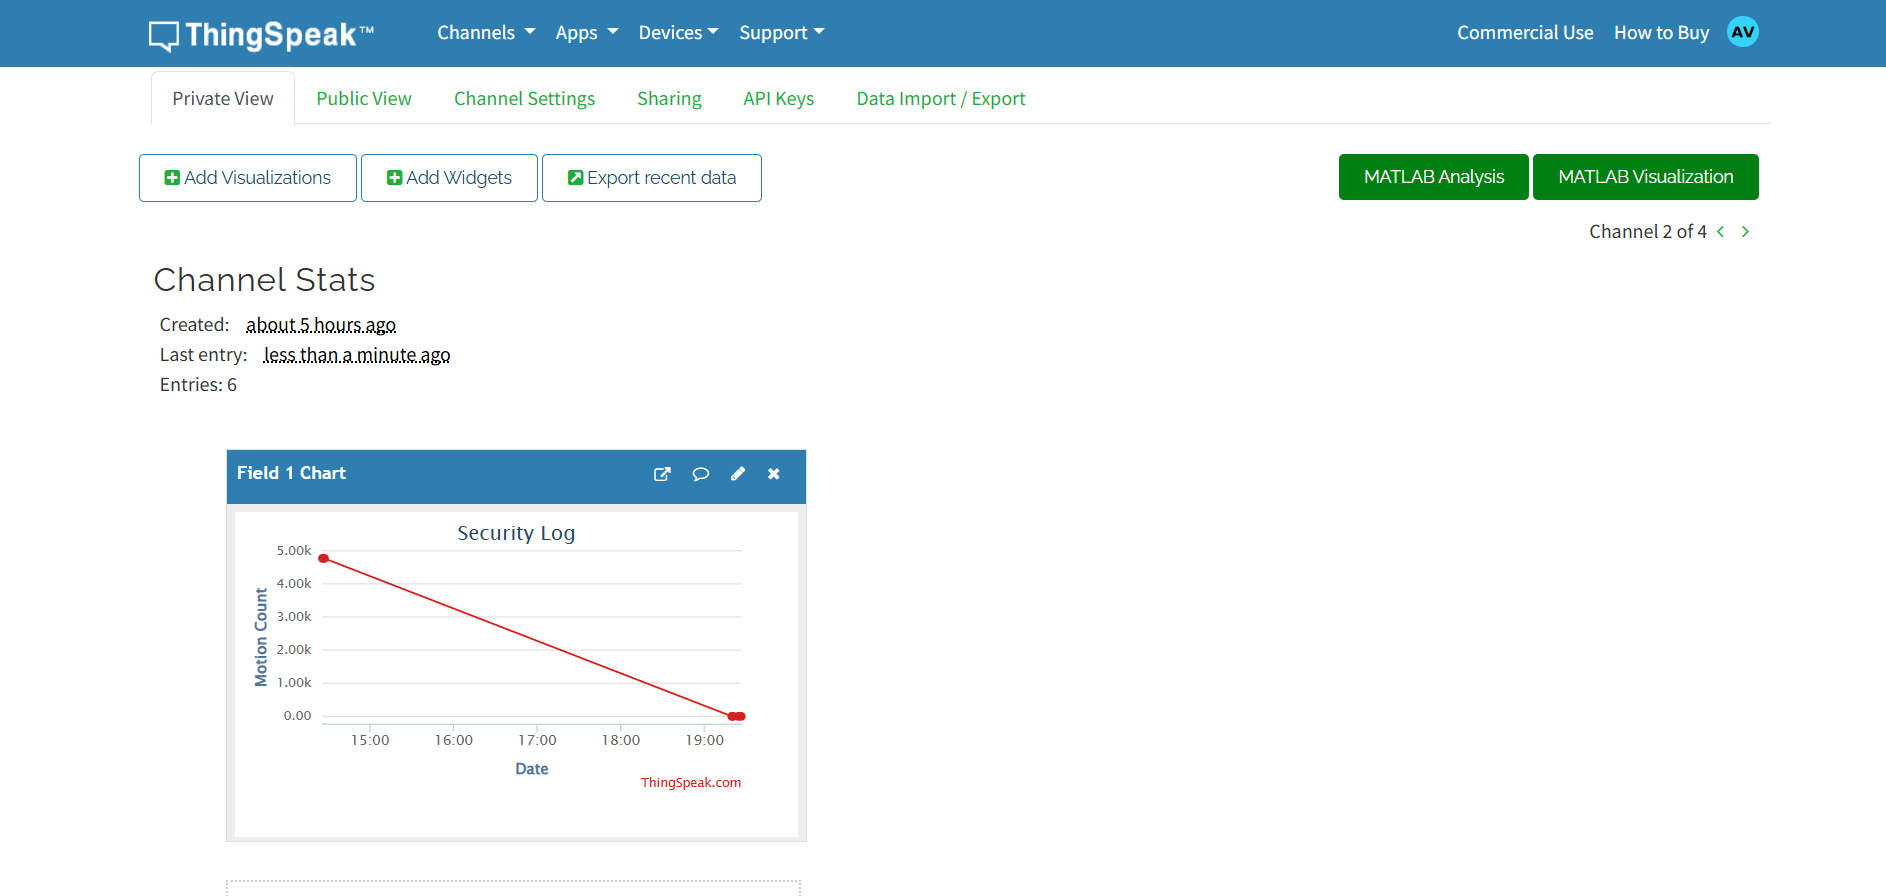 ThingSpeak™ Channels Apps Devices Support Commercial Use How to Buy AV
Private View Public View Channel Settings Sharing API Keys Data Import / Export
Add Visualizations Add Widgets Export recent data MATLAB Analysis MATLAB Visualization
Channel 2 of 4 < >
Channel Stats
Created: about 5 hours ago
Last entry: less than a minute ago
Entries: 6
Field 1 Chart
Security Log
Motion Count
5.00k
4.00k
3.00k
2.00k
1.00k
0.00
15:00 16:00 17:00 18:00 19:00
Date
ThingSpeak.com